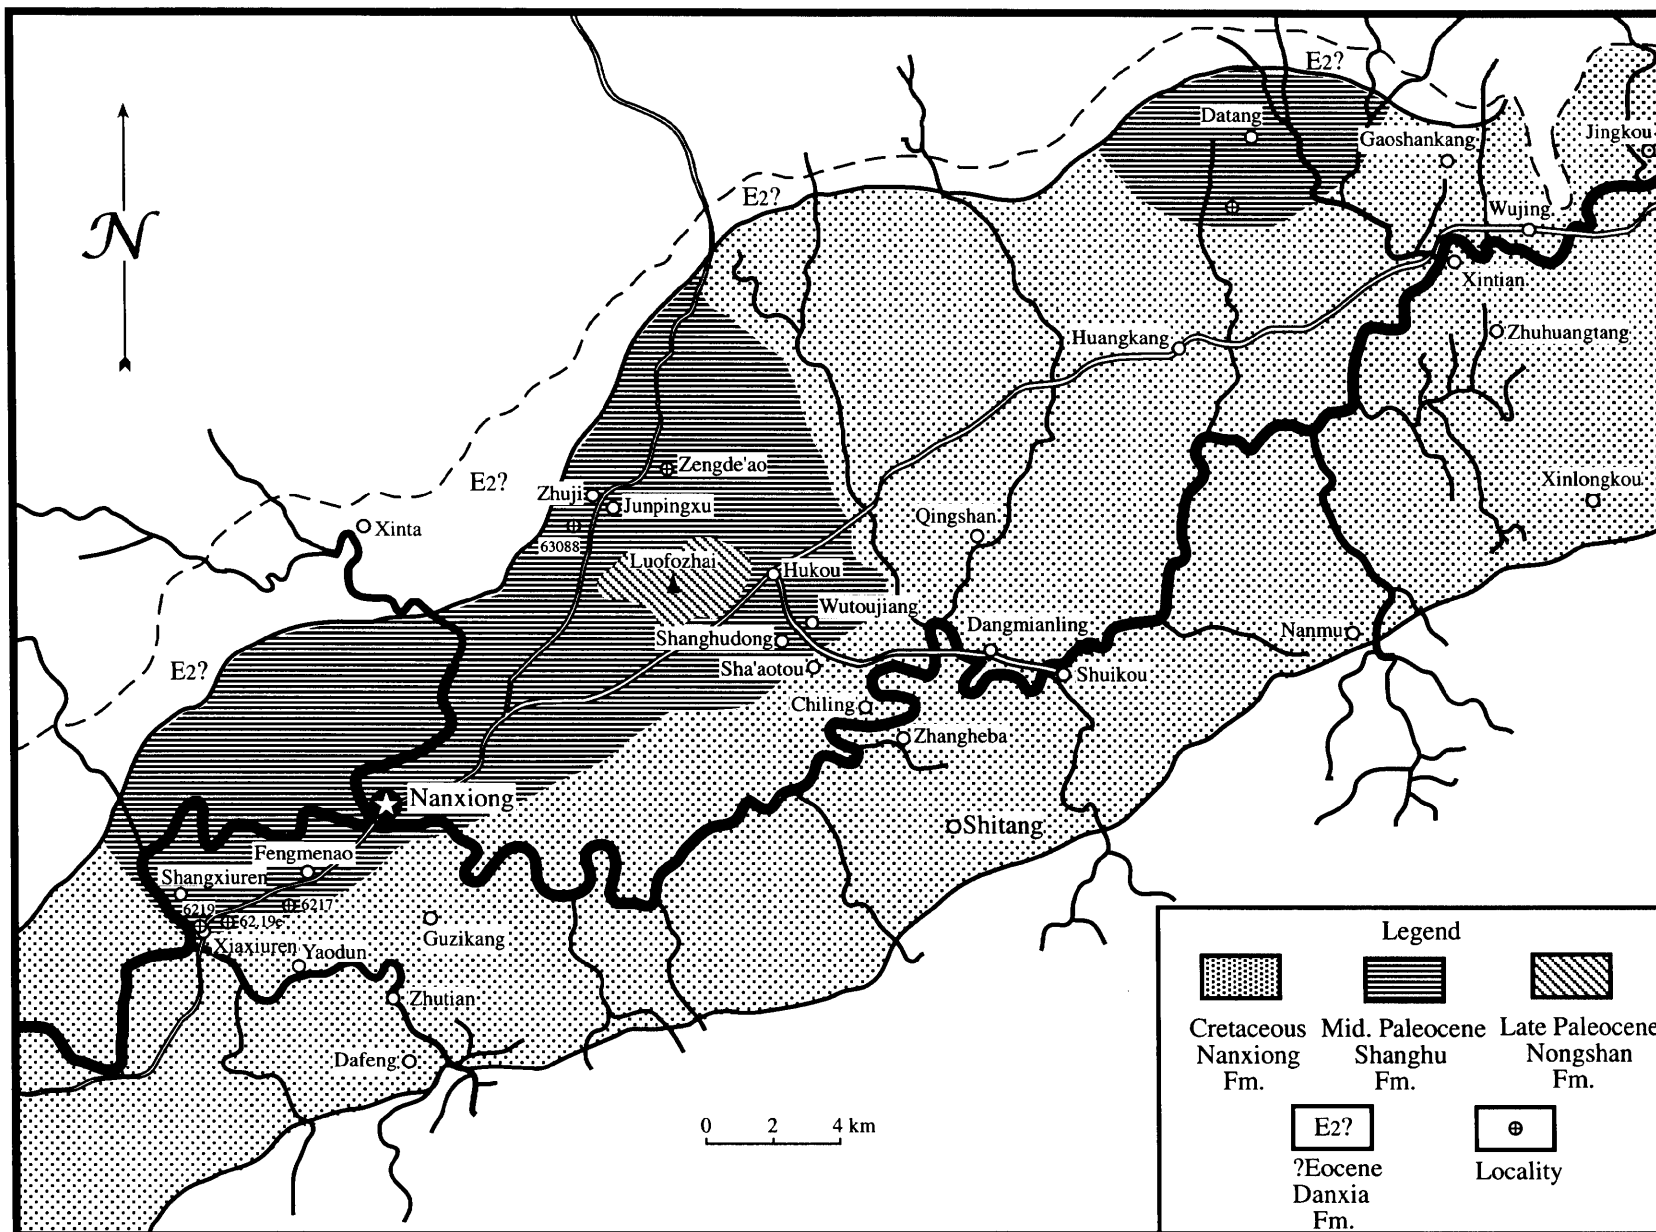 E2?
Datang
Gaoshankang
Jingkou
N
E2?
Wujing
Xintian
Huangkang
Zhuhuangtang
Zengde'ao
E2?
Zhuji
Junpingxu
Xinlongkou
Xinta
Qingshan
63088
Luofozhai
Hukou
Wutoujiang
Shanghudong
Dangmianling
Nanmu
E2?
Sha'aotou
Shuikou
Chiling
Zhangheba
Nanxiong
Shitang
Fengmenao
Shangxiuren
6219
62,19e
6217
Guzikang
Xiaxiuren
Yaodun
Zhutian
Dafeng
0 2 4 km
Legend
Cretaceous Nanxiong Fm.
Mid. Paleocene Shanghu Fm.
Late Paleocene Nongshan Fm.
E2?
?Eocene Danxia Fm.
Locality